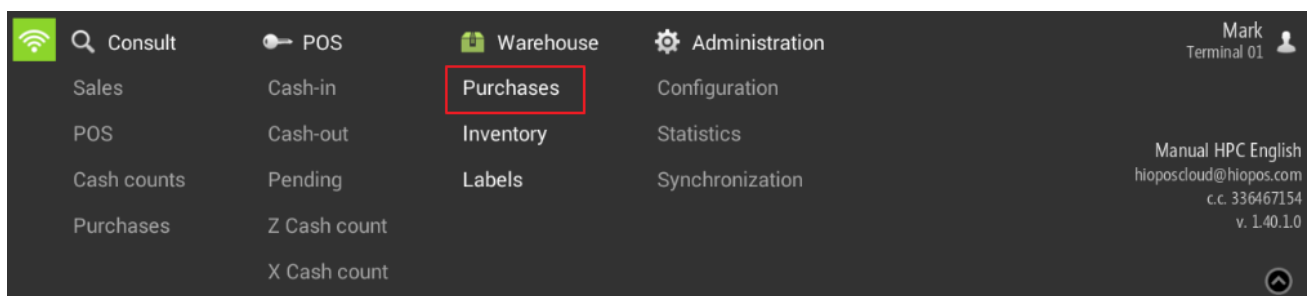 Consult
Sales
POS
Cash counts
Purchases
POS
Cash-in
Cash-out
Pending
Z Cash count
X Cash count
Warehouse
Purchases
Inventory
Labels
Administration
Configuration
Statistics
Synchronization
Mark
Terminal 01
Manual HPC English
hioposcloud@hiopos.com
c.c. 336467154
v. 1.40.1.0